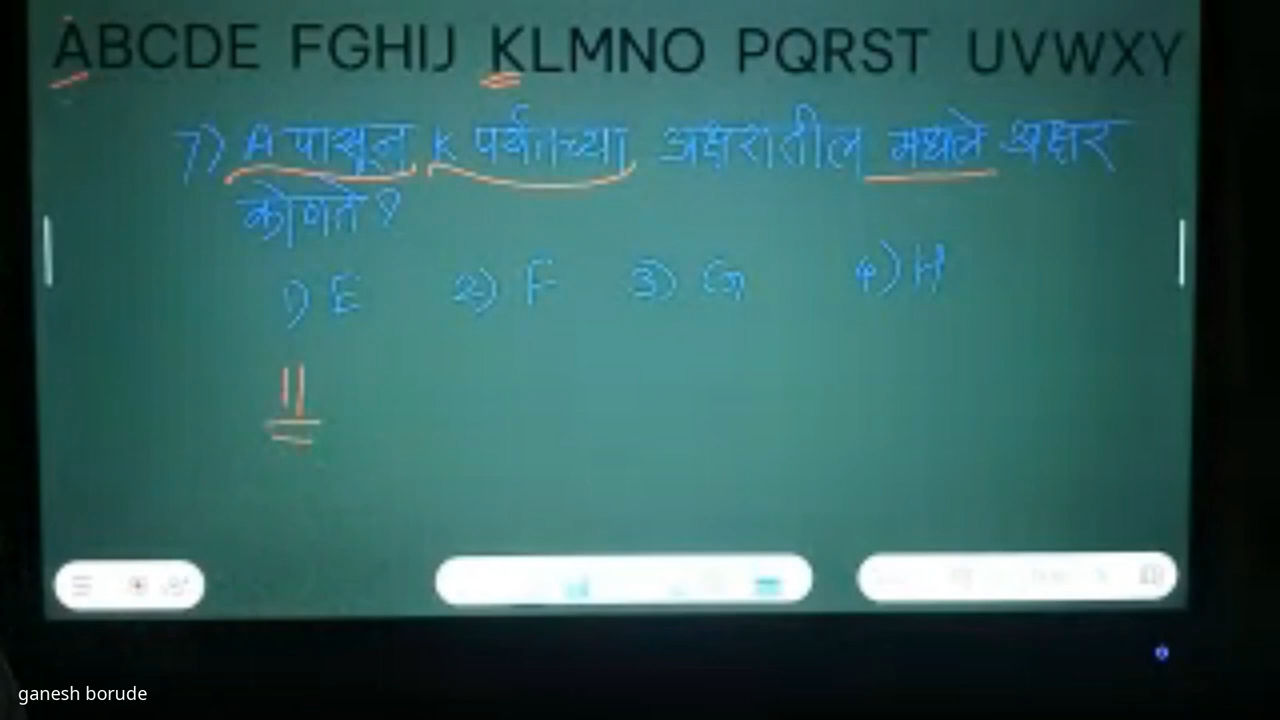 ABCDE FGHIJ KLMNO PQRST UVWXY
7) A पासून K पर्यंतच्या अक्षरातील मधले अक्षर
कोणते?
1) E 2) F 3) G 4) H
11
ganesh borude